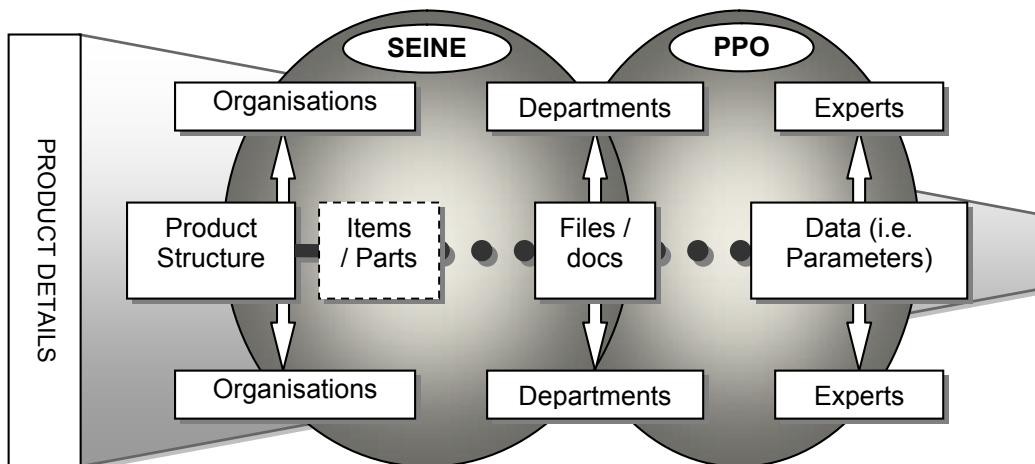 PRODUCT DETAILS
SEINE
PPO
Organisations
Departments
Experts
Product
Structure
Items
/ Parts
Files /
docs
Data (i.e.
Parameters)
Organisations
Departments
Experts